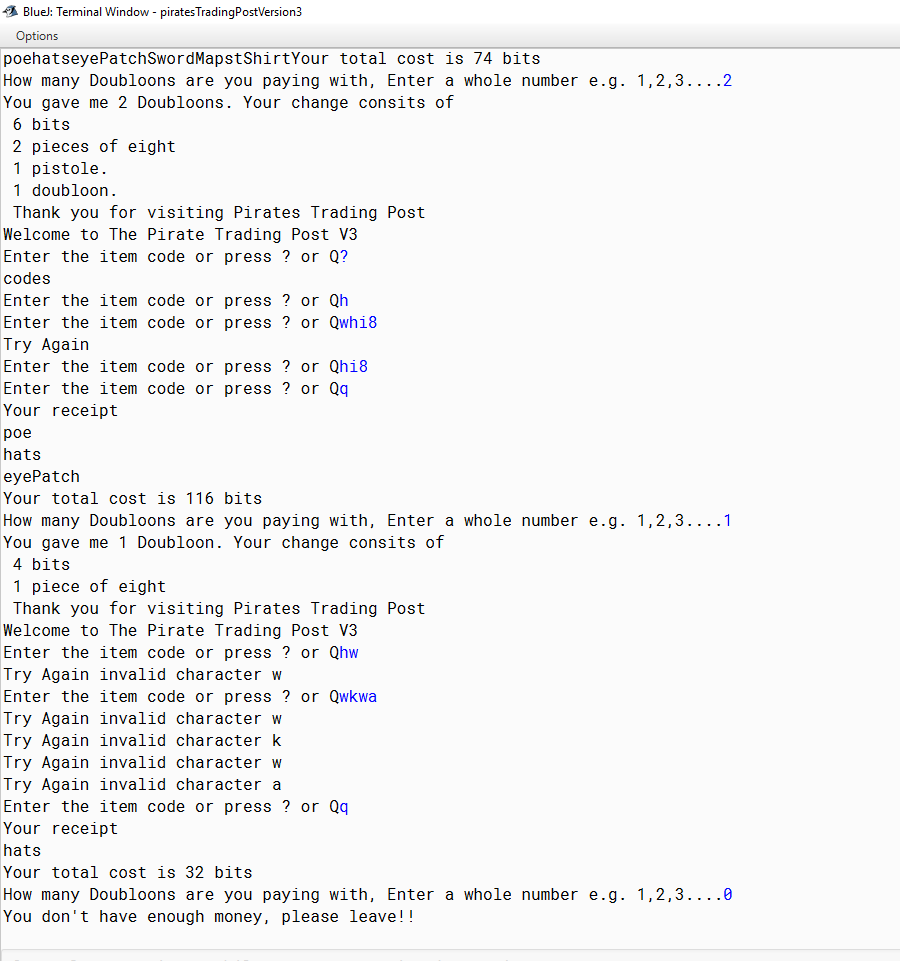 BlueJ: Terminal Window - piratesTradingPostVersion3
Options
poehatseyePatchSwordMapstShirtYour total cost is 74 bits
How many Doubloons are you paying with, Enter a whole number e.g. 1,2,3....2
You gave me 2 Doubloons. Your change consits of
6 bits
2 pieces of eight
1 pistole.
1 doubloon.
Thank you for visiting Pirates Trading Post
Welcome to The Pirate Trading Post V3
Enter the item code or press ? or Q?
codes
Enter the item code or press ? or Qh
Enter the item code or press ? or Qwhi8
Try Again
Enter the item code or press ? or Qhi8
Enter the item code or press ? or Qq
Your receipt
poe
hats
eyePatch
Your total cost is 116 bits
How many Doubloons are you paying with, Enter a whole number e.g. 1,2,3....1
You gave me 1 Doubloon. Your change consits of
4 bits
1 piece of eight
Thank you for visiting Pirates Trading Post
Welcome to The Pirate Trading Post V3
Enter the item code or press ? or Qhw
Try Again invalid character w
Enter the item code or press ? or Qwkwa
Try Again invalid character w
Try Again invalid character k
Try Again invalid character w
Try Again invalid character a
Enter the item code or press ? or Qq
Your receipt
hats
Your total cost is 32 bits
How many Doubloons are you paying with, Enter a whole number e.g. 1,2,3....0
You don't have enough money, please leave!!